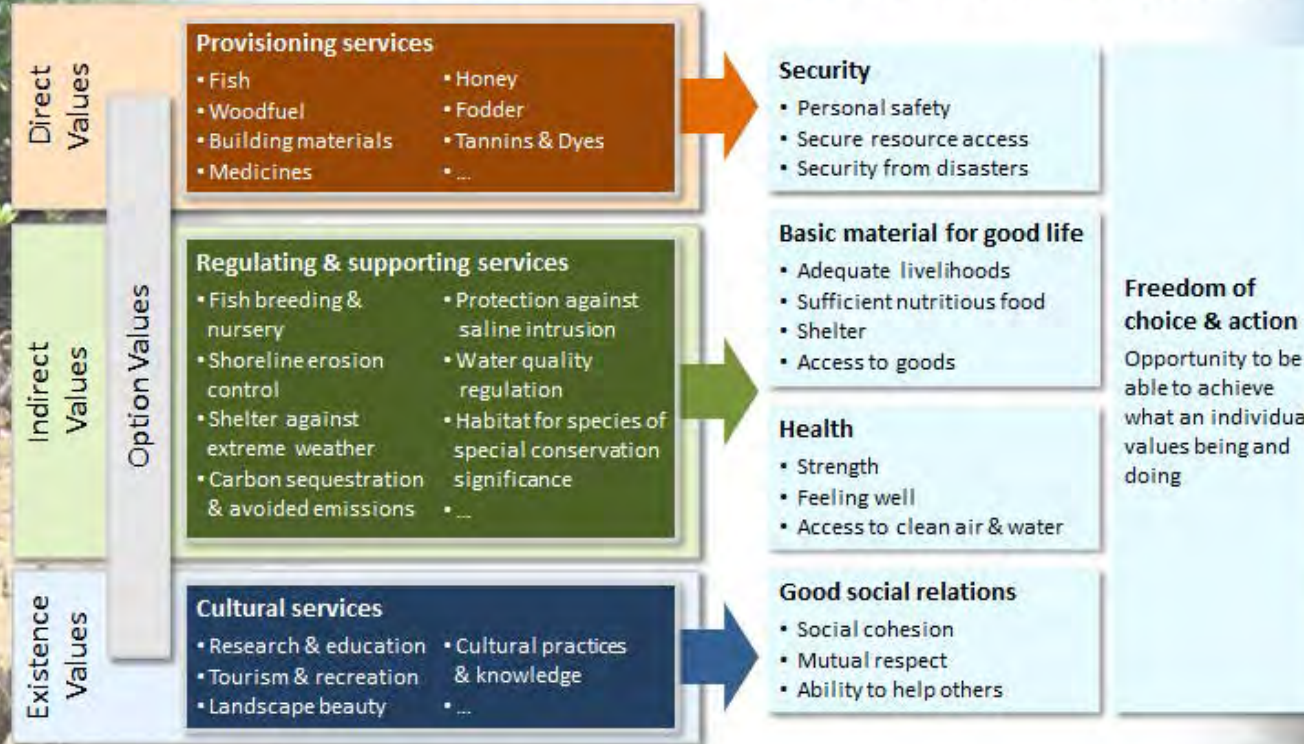 Direct
Values
Indirect
Values
Existence
Values
Option Values
Provisioning services
• Fish
• Woodfuel
• Building materials
• Medicines
• Honey
• Fodder
• Tannins & Dyes
• ...
Regulating & supporting services
• Fish breeding &
nursery
• Shoreline erosion
control
• Shelter against
extreme weather
• Carbon sequestration
& avoided emissions
• Protection against
saline intrusion
• Water quality
regulation
• Habitat for species of
special conservation
significance
• ...
Cultural services
• Research & education
• Tourism & recreation
• Landscape beauty
• Cultural practices
& knowledge
• ...
Security
• Personal safety
• Secure resource access
• Security from disasters
Basic material for good life
• Adequate livelihoods
• Sufficient nutritious food
• Shelter
• Access to goods
Health
• Strength
• Feeling well
• Access to clean air & water
Good social relations
• Social cohesion
• Mutual respect
• Ability to help others
Freedom of
choice & action
Opportunity to be
able to achieve
what an individua
values being and
doing